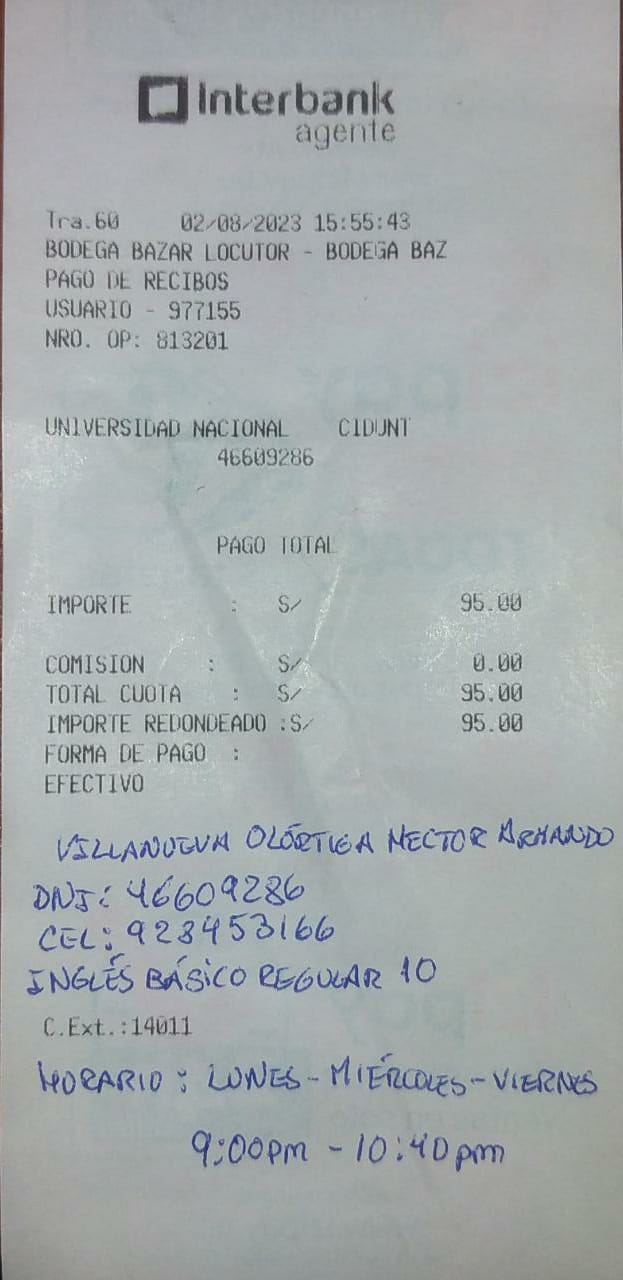 Interbank
agente
Tra.60 02/08/2023 15:55:43
BODEGA BAZAR LOCUTOR - BODEGA BAZ
PAGO DE RECIBOS
USUARIO - 977155
NRO. OP: 813201
UNIVERSIDAD NACIONAL CIDUNT
46609286
PAGO TOTAL
IMPORTE : S/ 95.00
COMISION : S/ 0.00
TOTAL CUOTA : S/ 95.00
IMPORTE REDONDEADO :S/ 95.00
FORMA DE PAGO :
EFECTIVO
VILLANUEVA OLÓRTIGA HECTOR ARMANDO
DNI: 46609286
CEL: 928453166
INGLÉS BÁSICO REGULAR 10
C.Ext.:14011
HORARIO : LUNES - MIÉRCOLES - VIERNES
9:00pm - 10:40pm